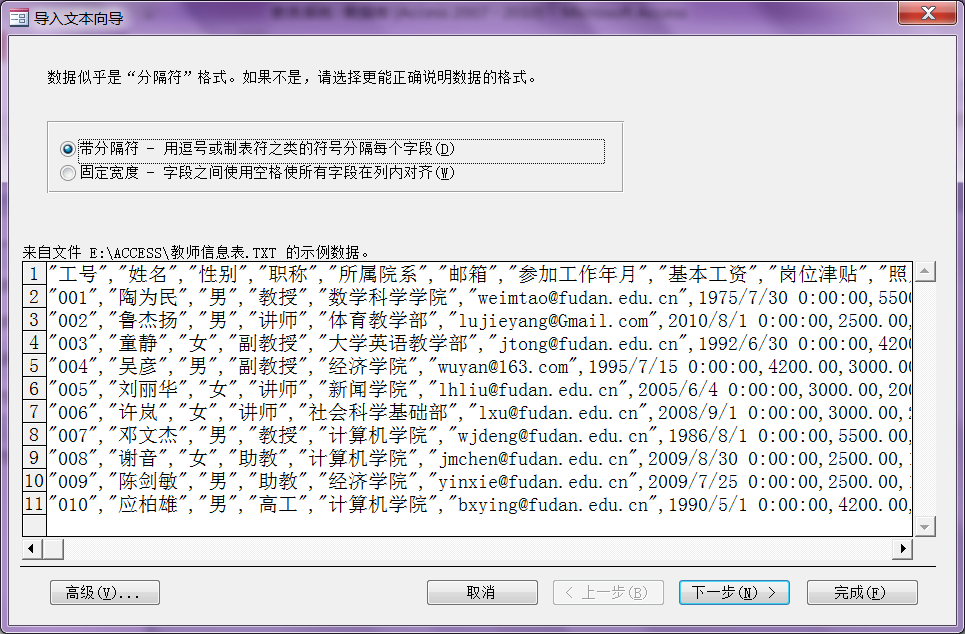 导入文本向导
数据似乎是“分隔符”格式。如果不是，请选择更能正确说明数据的格式。
带分隔符 - 用逗号或制表符之类的符号分隔每个字段(D)
固定宽度 - 字段之间使用空格使所有字段在列内对齐(W)
来自文件 E:\ACCESS\教师信息表.TXT 的示例数据。
1 "工号","姓名","性别","职称","所属院系","邮箱","参加工作年月","基本工资","岗位津贴","照
2 "001","陶为民","男","教授","数学科学学院","weimtao@fudan.edu.cn",1975/7/30 0:00:00,5500
3 "002","鲁杰扬","男","讲师","体育教学部","lujieyang@Gmail.com",2010/8/1 0:00:00,2500.00,
4 "003","童静","女","副教授","大学英语教学部","jtong@fudan.edu.cn",1992/6/30 0:00:00,4200
5 "004","吴彦","男","副教授","经济学院","wuyan@163.com",1995/7/15 0:00:00,4200.00,3000.00
6 "005","刘丽华","女","讲师","新闻学院","lhliu@fudan.edu.cn",2005/6/4 0:00:00,3000.00,200
7 "006","许岚","女","讲师","社会科学基础部","lxu@fudan.edu.cn",2008/9/1 0:00:00,3000.00,
8 "007","邓文杰","男","教授","计算机学院","wjdeng@fudan.edu.cn",1986/8/1 0:00:00,5500.00,
9 "008","谢音","女","助教","计算机学院","jmchen@fudan.edu.cn",2009/8/30 0:00:00,2500.00,
10 "009","陈剑敏","男","助教","经济学院","yinxie@fudan.edu.cn",2009/7/25 0:00:00,2500.00,
11 "010","应柏雄","男","高工","计算机学院","bxying@fudan.edu.cn",1990/5/1 0:00:00,4200.00,
高级(V)... 取消 < 上一步(B) 下一步(N) > 完成(F)